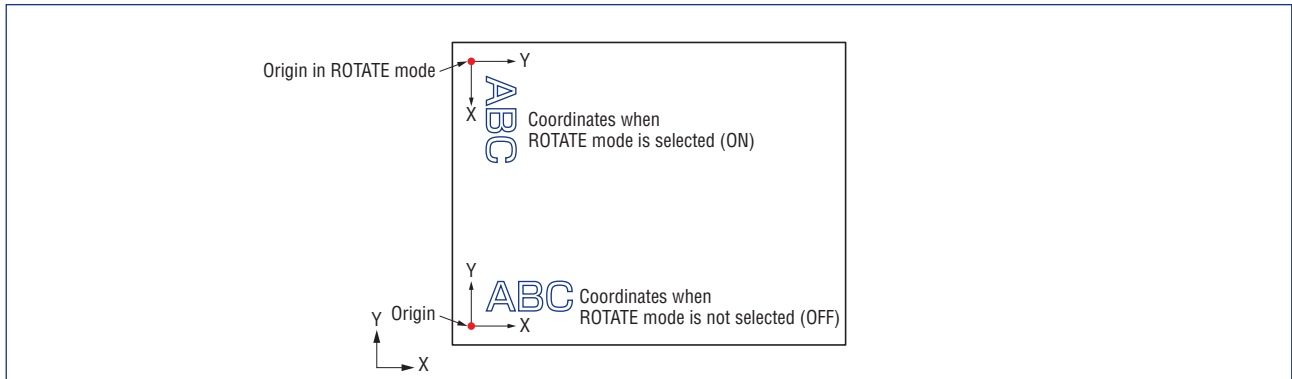 Y
Origin in ROTATE mode
X
ABC
Coordinates when
ROTATE mode is selected (ON)
Y
ABC
Coordinates when
ROTATE mode is not selected (OFF)
Origin
X
Y
X